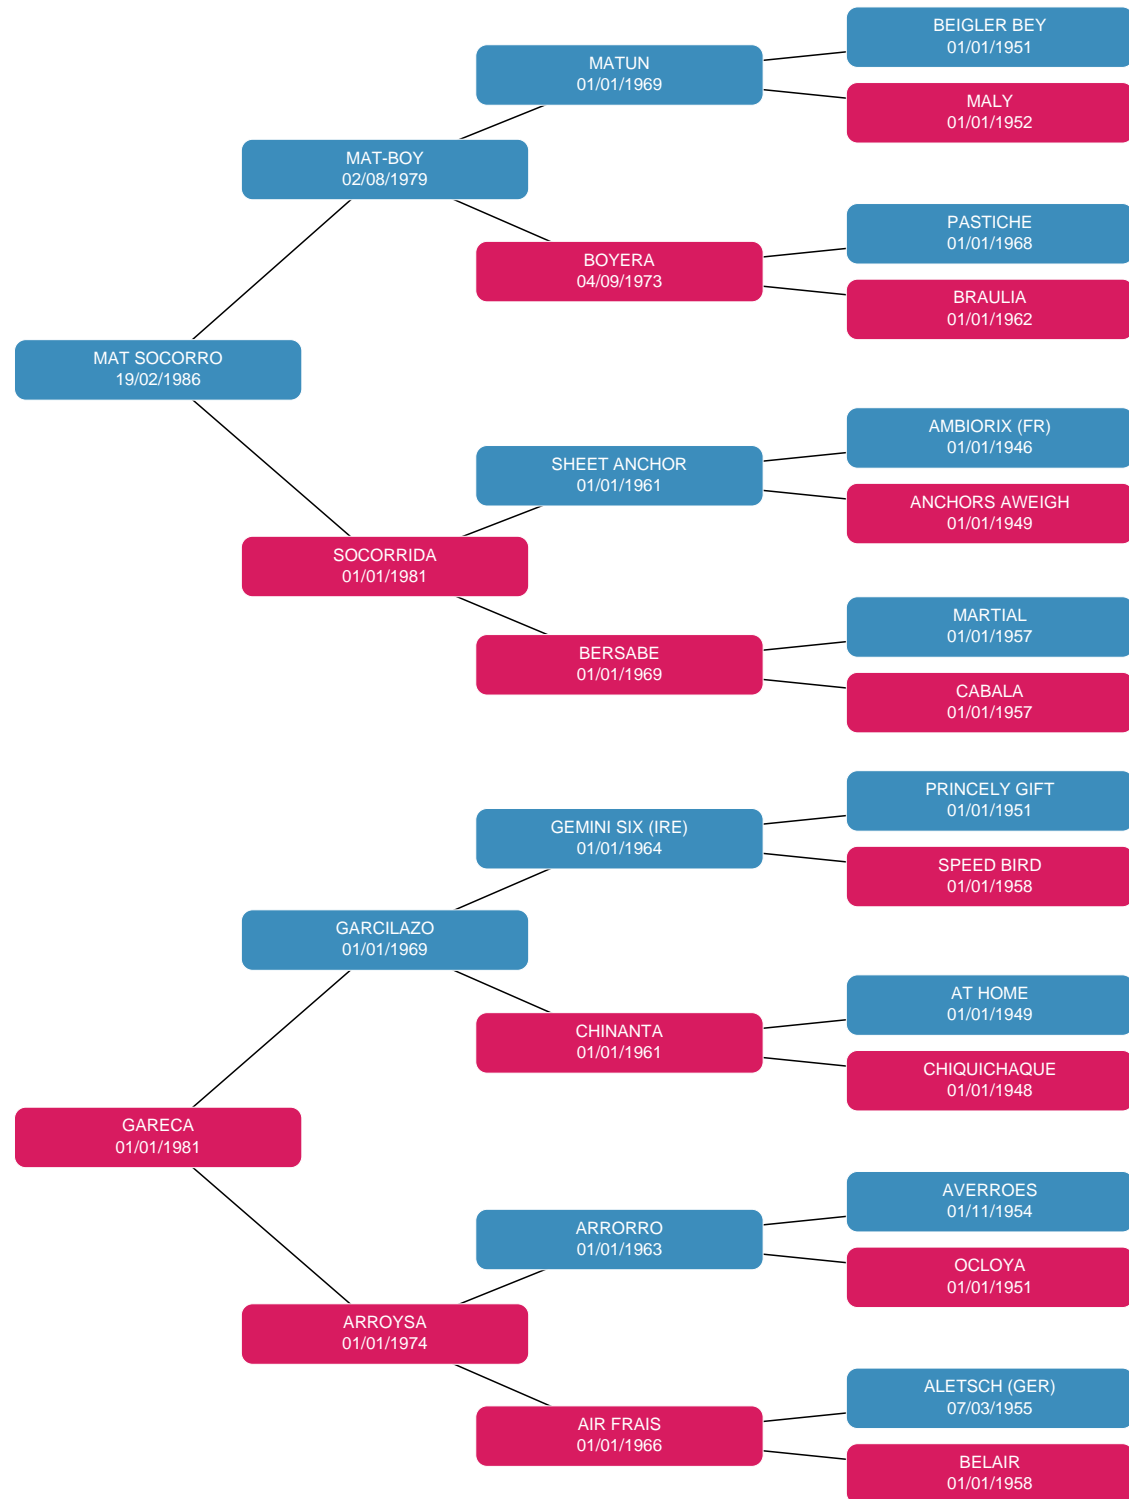 BEIGLER BEY
01/01/1951
MATUN
01/01/1969
MALY
01/01/1952
MAT-BOY
02/08/1979
PASTICHE
01/01/1968
BOYERA
04/09/1973
BRAULIA
01/01/1962
MAT SOCORRO
19/02/1986
AMBIORIX (FR)
01/01/1946
SHEET ANCHOR
01/01/1961
ANCHORS AWEIGH
01/01/1949
SOCORRIDA
01/01/1981
MARTIAL
01/01/1957
BERSABE
01/01/1969
CABALA
01/01/1957
PRINCELY GIFT
01/01/1951
GEMINI SIX (IRE)
01/01/1964
SPEED BIRD
01/01/1958
GARCILAZO
01/01/1969
AT HOME
01/01/1949
CHINANTA
01/01/1961
CHIQUICHAQUE
01/01/1948
GARECA
01/01/1981
AVERROES
01/11/1954
ARRORRO
01/01/1963
OCLOYA
01/01/1951
ARROYSA
01/01/1974
ALETSCH (GER)
07/03/1955
AIR FRAIS
01/01/1966
BELAIR
01/01/1958